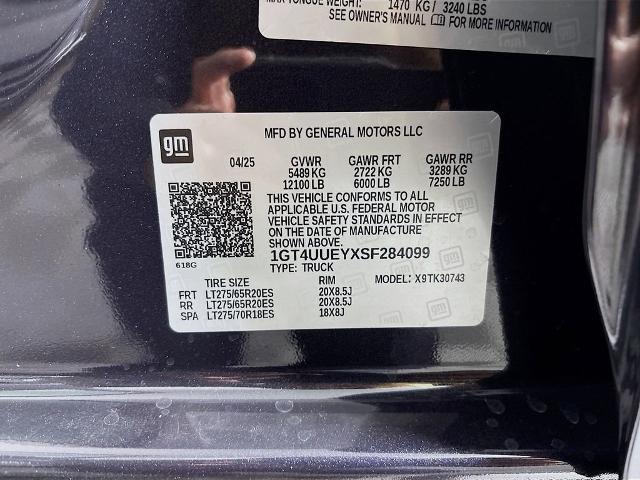 MAX TONGUE WEIGHT: 1470 KG / 3240 LBS
SEE OWNER'S MANUAL FOR MORE INFORMATION
gm
gm
MFD BY GENERAL MOTORS LLC
04/25 GVWR GAWR FRT GAWR RR
5489 KG 2722 KG 3289 KG
12100 LB 6000 LB 7250 LB
THIS VEHICLE CONFORMS TO ALL
APPLICABLE U.S. FEDERAL MOTOR
VEHICLE SAFETY STANDARDS IN EFFECT
ON THE DATE OF MANUFACTURE
SHOWN ABOVE.
618G
1GT4UUEYXSF284099
TYPE: TRUCK
TIRE SIZE RIM MODEL: X9TK30743
FRT LT275/65R20ES 20X8.5J
RR LT275/65R20ES 20X8.5J
SPA LT275/70R18ES 18X8J